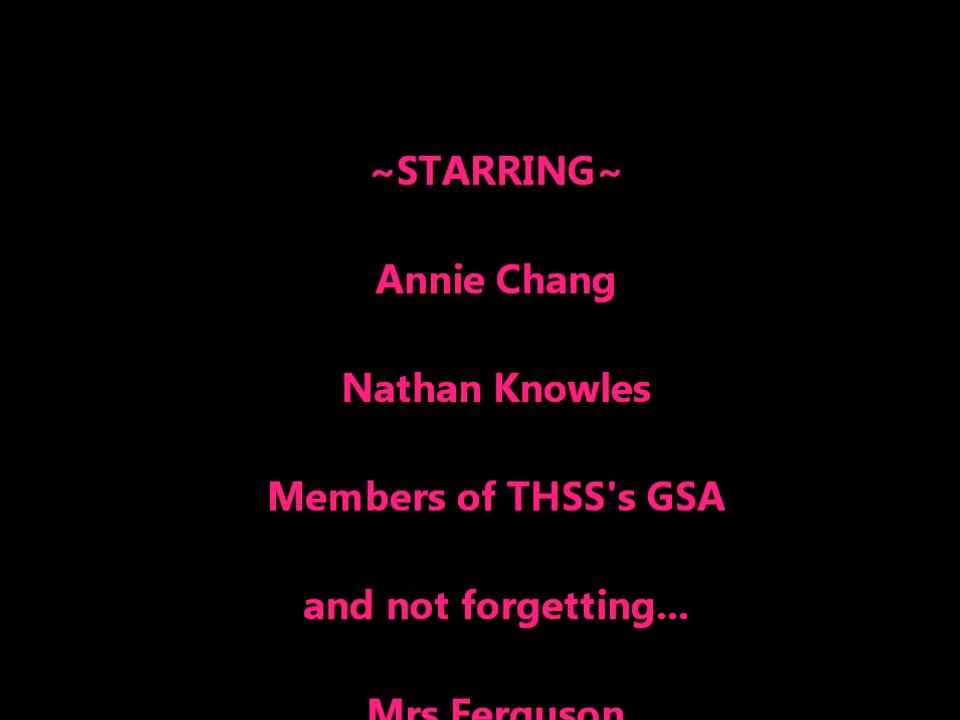 ~STARRING~
Annie Chang
Nathan Knowles
Members of THSS's GSA
and not forgetting...
Mrs Ferguson